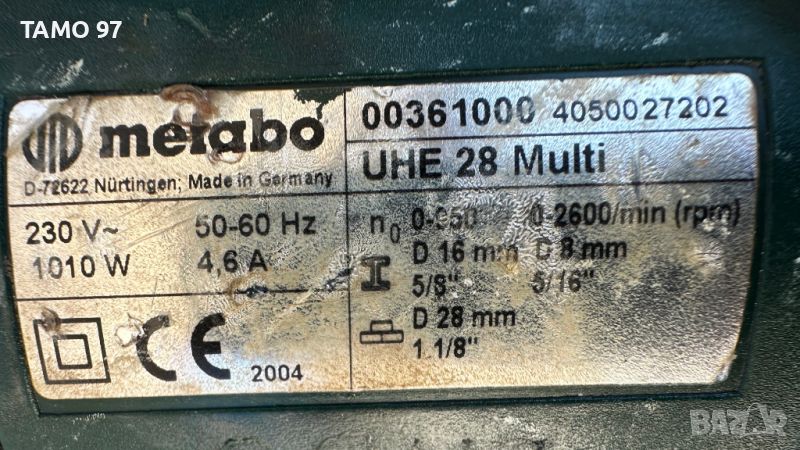 TAMO 97
metabo
D-72622 Nürtingen; Made in Germany
230 V~ 50-60 Hz
1010 W 4,6 A
CE 2004
00361000 4050027202
UHE 28 Multi
n0 0-950 0-2600/min (rpm)
D 16 mm D 8 mm
5/8" 5/16"
D 28 mm
1 1/8"
BAZAR